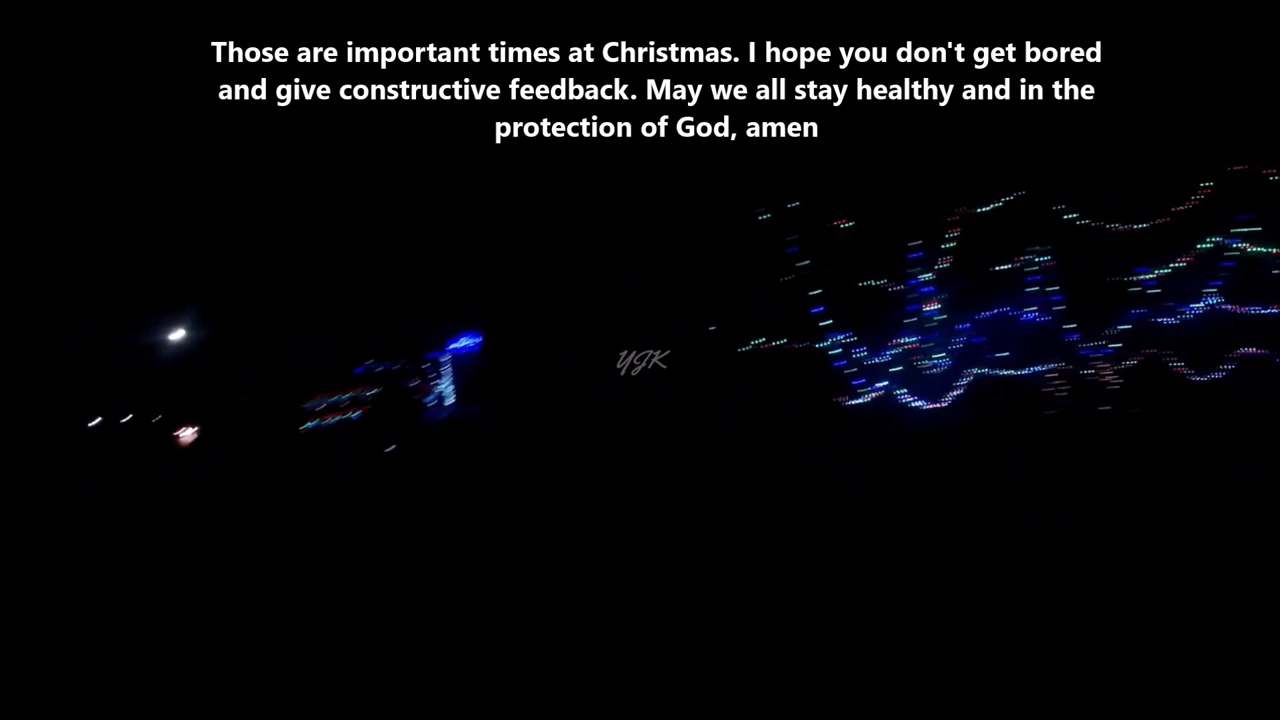 Those are important times at Christmas. I hope you don't get bored
and give constructive feedback. May we all stay healthy and in the
protection of God, amen
YJK